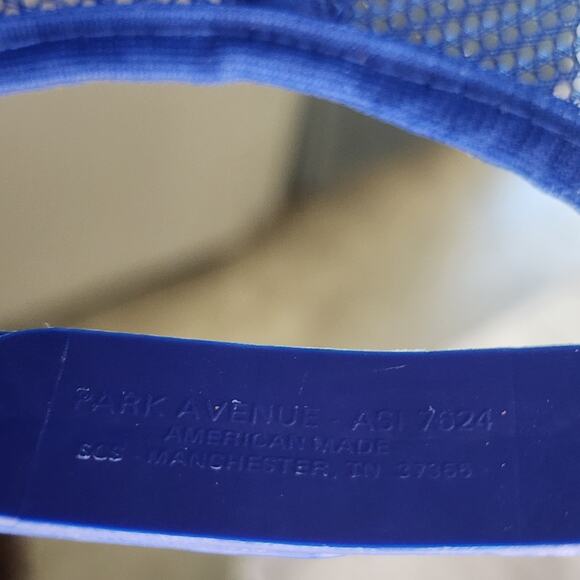 PARK AVENUE - ASI 7624
AMERICAN MADE
SCS MANCHESTER, TN 37355